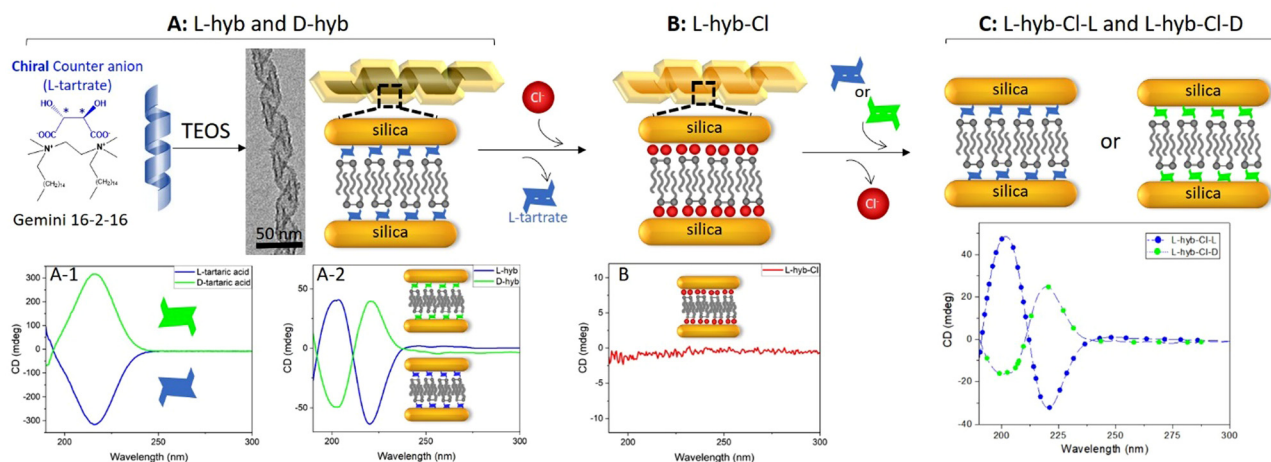 A: L-hyb and D-hyb
B: L-hyb-Cl
C: L-hyb-Cl-L and L-hyb-Cl-D
Chiral Counter anion
(L-tartrate)
HO
OH
* *
⁻OOC
COO⁻
N⁺
N⁺
(CH₂)₁₄
(CH₂)₁₄
Gemini 16-2-16
TEOS
50 nm
silica
silica
Cl⁻
L-tartrate
silica
silica
or
Cl⁻
silica
silica
or
silica
silica
A-1
L-tartaric acid
D-tartaric acid
CD (mdeg)
300
200
100
0
-100
-200
-300
200
250
300
Wavelength (nm)
A-2
L-hyb
D-hyb
CD (mdeg)
50
0
-50
200
250
300
Wavelength (nm)
B
L-hyb-Cl
CD (mdeg)
10
5
0
-5
-10
200
250
300
Wavelength (nm)
L-hyb-Cl-L
L-hyb-Cl-D
CD (mdeg)
40
20
0
-20
-40
200
220
240
260
280
300
Wavelength (nm)